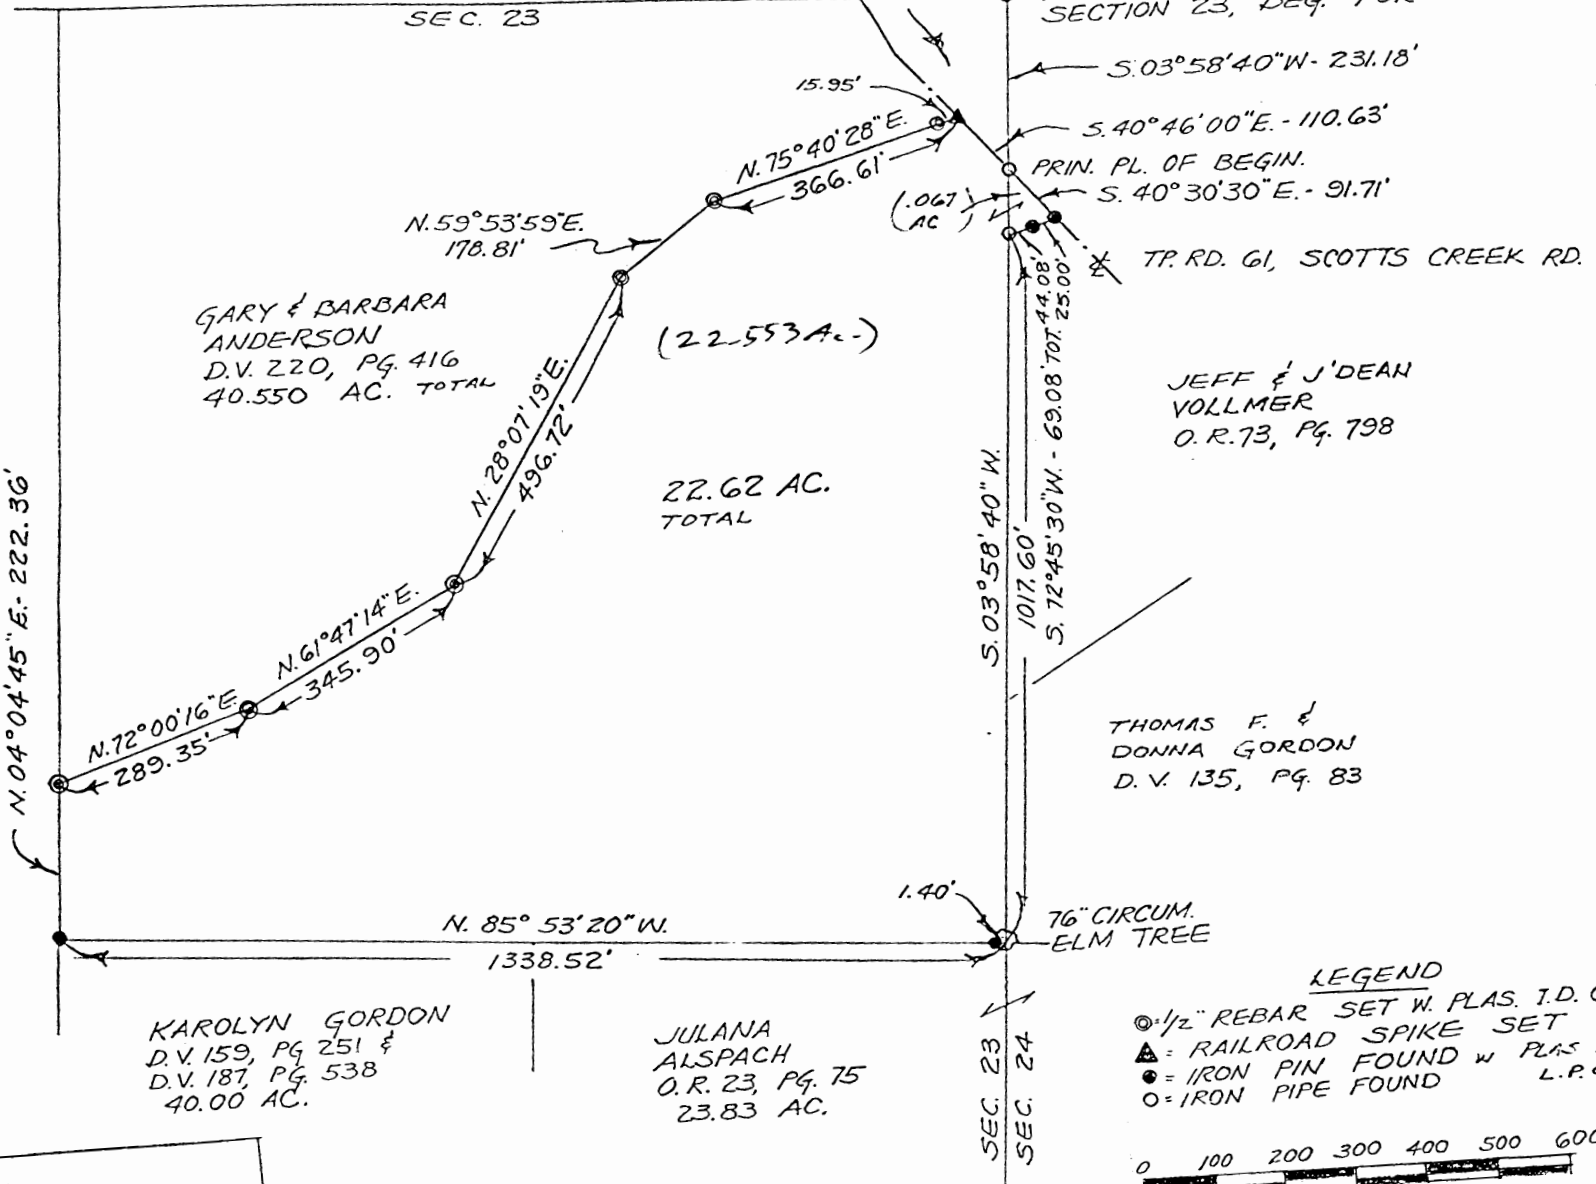 SEC. 23
SECTION 23,
S.03°58'40"W- 231.18'
15.95'
S.40°46'00"E.- 110.63'
N.75°40'28"E.
366.61'
PRIN. PL. OF BEGIN.
S. 40°30'30"E.- 91.71'
(.067
AC)
N.59°53'59"E.
178.81'
TP. RD. 61, SCOTTS CREEK RD.
44.08'
25.00'
GARY & BARBARA
ANDERSON
D.V. 220, PG. 416
40.550 AC. TOTAL
(22.553 Ac.)
JEFF & J'DEAN
VOLLMER
O.R.73, PG. 798
N. 28°07'19"E.
496.72'
22.62 AC.
TOTAL
S.03°58'40"W.
1017.60'
S. 72°45'30"W. - 69.08' TOT.
N.04°04'45"E.- 222.36'
N.61°47'14"E.
345.90'
N.72°00'16"E.
289.35'
THOMAS F. &
DONNA GORDON
D.V. 135, PG. 83
1.40'
N. 85° 53'20"W.
1338.52'
76" CIRCUM.
ELM TREE
KAROLYN GORDON
D.V. 159, PG 251 &
D.V. 187, PG. 538
40.00 AC.
JULANA
ALSPACH
O.R. 23, PG. 75
23.83 AC.
SEC. 23
SEC. 24
LEGEND
= 1/2" REBAR SET W. PLAS. I.D.
= RAILROAD SPIKE SET
= IRON PIN FOUND W PLAS
L.P.
= IRON PIPE FOUND
0 100 200 300 400 500 600